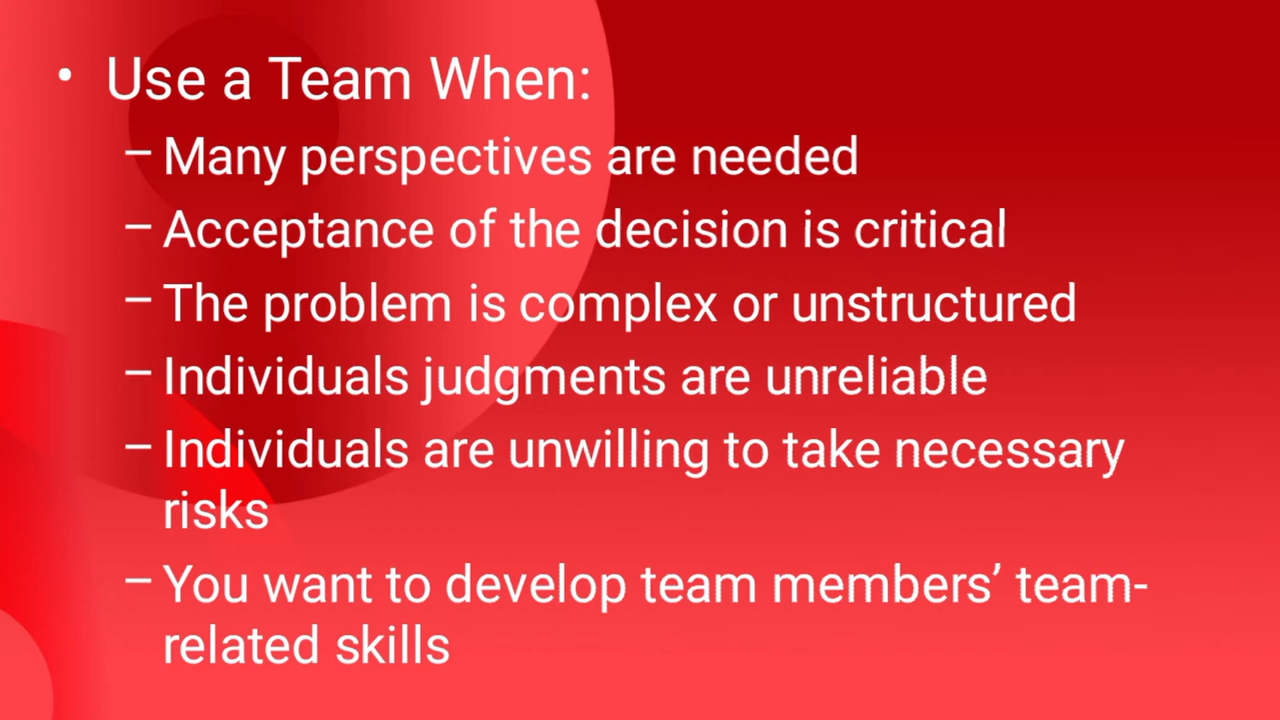 • Use a Team When:
– Many perspectives are needed
– Acceptance of the decision is critical
– The problem is complex or unstructured
– Individuals judgments are unreliable
– Individuals are unwilling to take necessary
risks
– You want to develop team members’ team-
related skills